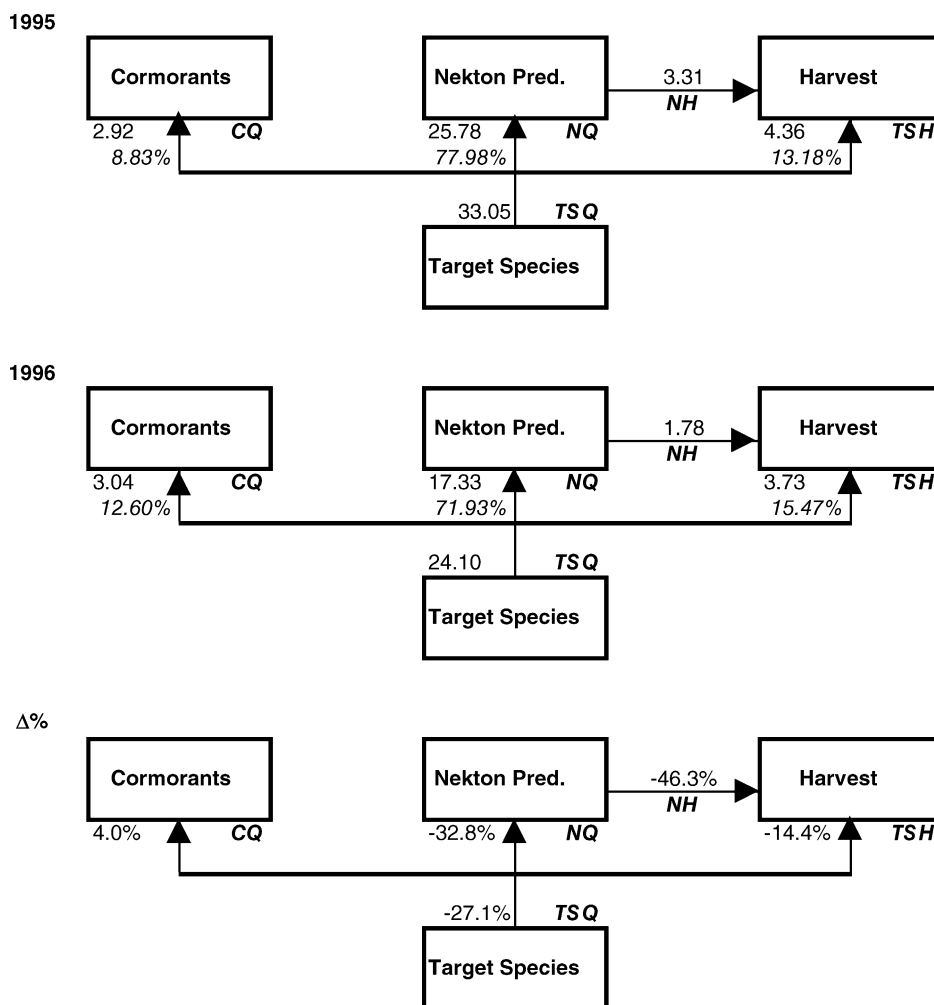 1995
Cormorants
Nekton Pred.
3.31
NH
Harvest
2.92 CQ
25.78 NQ
4.36 TSH
8.83%
77.98%
13.18%
33.05 TSQ
Target Species
1996
Cormorants
Nekton Pred.
1.78
NH
Harvest
3.04 CQ
17.33 NQ
3.73 TSH
12.60%
71.93%
15.47%
24.10 TSQ
Target Species
Δ%
Cormorants
Nekton Pred.
-46.3%
NH
Harvest
4.0% CQ
-32.8% NQ
-14.4% TSH
-27.1% TSQ
Target Species